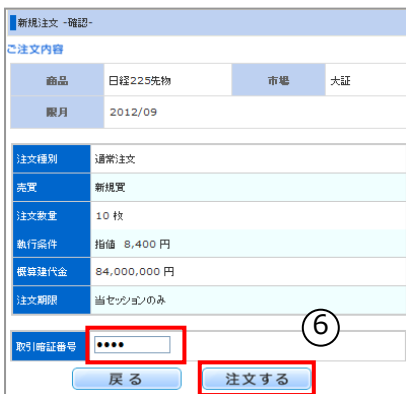 新規注文 -確認-
ご注文内容
商品 日経225先物 市場 大証
限月 2012/09
注文種別 通常注文
売買 新規買
注文数量 10 枚
執行条件 指値 8,400 円
概算建代金 84,000,000 円
注文期限 当セッションのみ
⑥
取引暗証番号 ••••
戻る 注文する